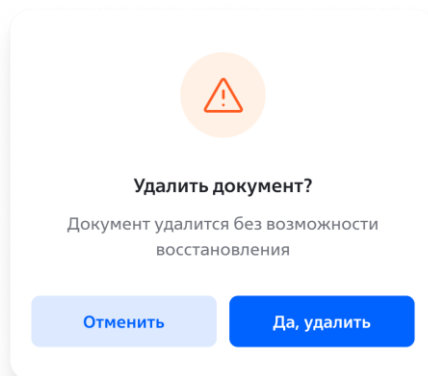 Удалить документ?
Документ удалится без возможности
восстановления
Отменить
Да, удалить